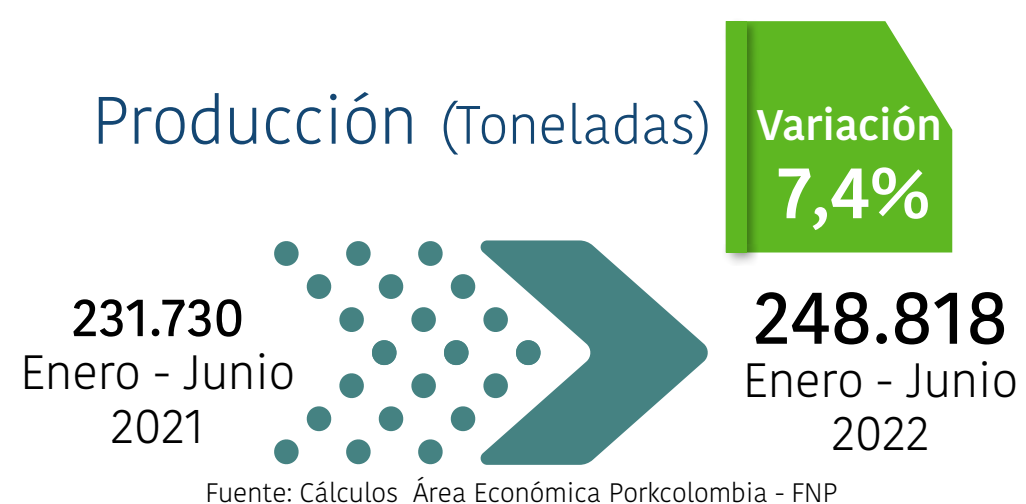 Producción (Toneladas)
Variación
7,4%
231.730
Enero - Junio
2021
248.818
Enero - Junio
2022
Fuente: Cálculos Área Económica Porkcolombia - FNP